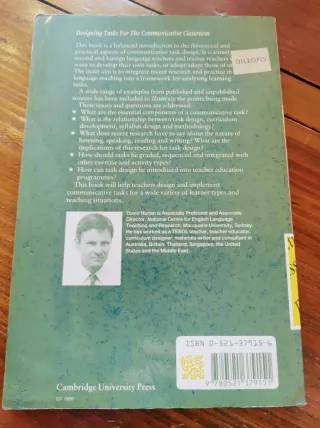 Designing Tasks For The Communicative Classroom
This book is a balanced introduction to the theoretical and
practical aspects of communicative task design. It is aimed
second and foreign language teachers and trainee teachers
want to develop their own tasks, or adapt/adopt those of
The main aim is to integrate recent research and practice in
language teaching into a framework for analysing learning
tasks.
A wide range of examples from published and unpublished
sources has been included to illustrate the points being made.
These issues and questions are addressed:
★ What are the essential components of a communicative task?
★ What is the relationship between task design, curriculum
development, syllabus design and methodology?
★ What does recent research have to say about the nature of
listening, speaking, reading and writing? What are the
implications of this research for task design?
★ How should tasks be graded, sequenced and integrated with
other exercise and activity types?
★ How can task design be introduced into teacher education
programmes?
This book will help teachers design and implement
communicative tasks for a wide variety of learner types and
teaching situations.
David Nunan is Associate Professor and Associate
Director, National Centre for English Language
Teaching and Research, Macquarie University, Sydney.
He has worked as a TESOL teacher, teacher educator,
curriculum designer, materials writer and consultant in
Australia, Britain, Thailand, Singapore, the United
States and the Middle East.
ISBN 0-521-37915-6
9 780521 379151
Cambridge University Press